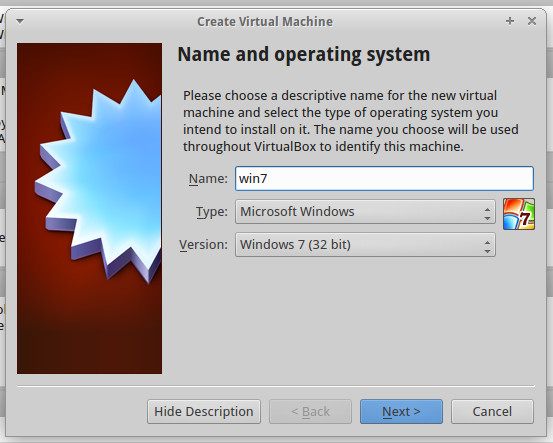 Create Virtual Machine
Name and operating system
Please choose a descriptive name for the new virtual
machine and select the type of operating system you
intend to install on it. The name you choose will be used
throughout VirtualBox to identify this machine.
Name: win7
Type: Microsoft Windows
7
Version: Windows 7 (32 bit)
Hide Description < Back Next > Cancel